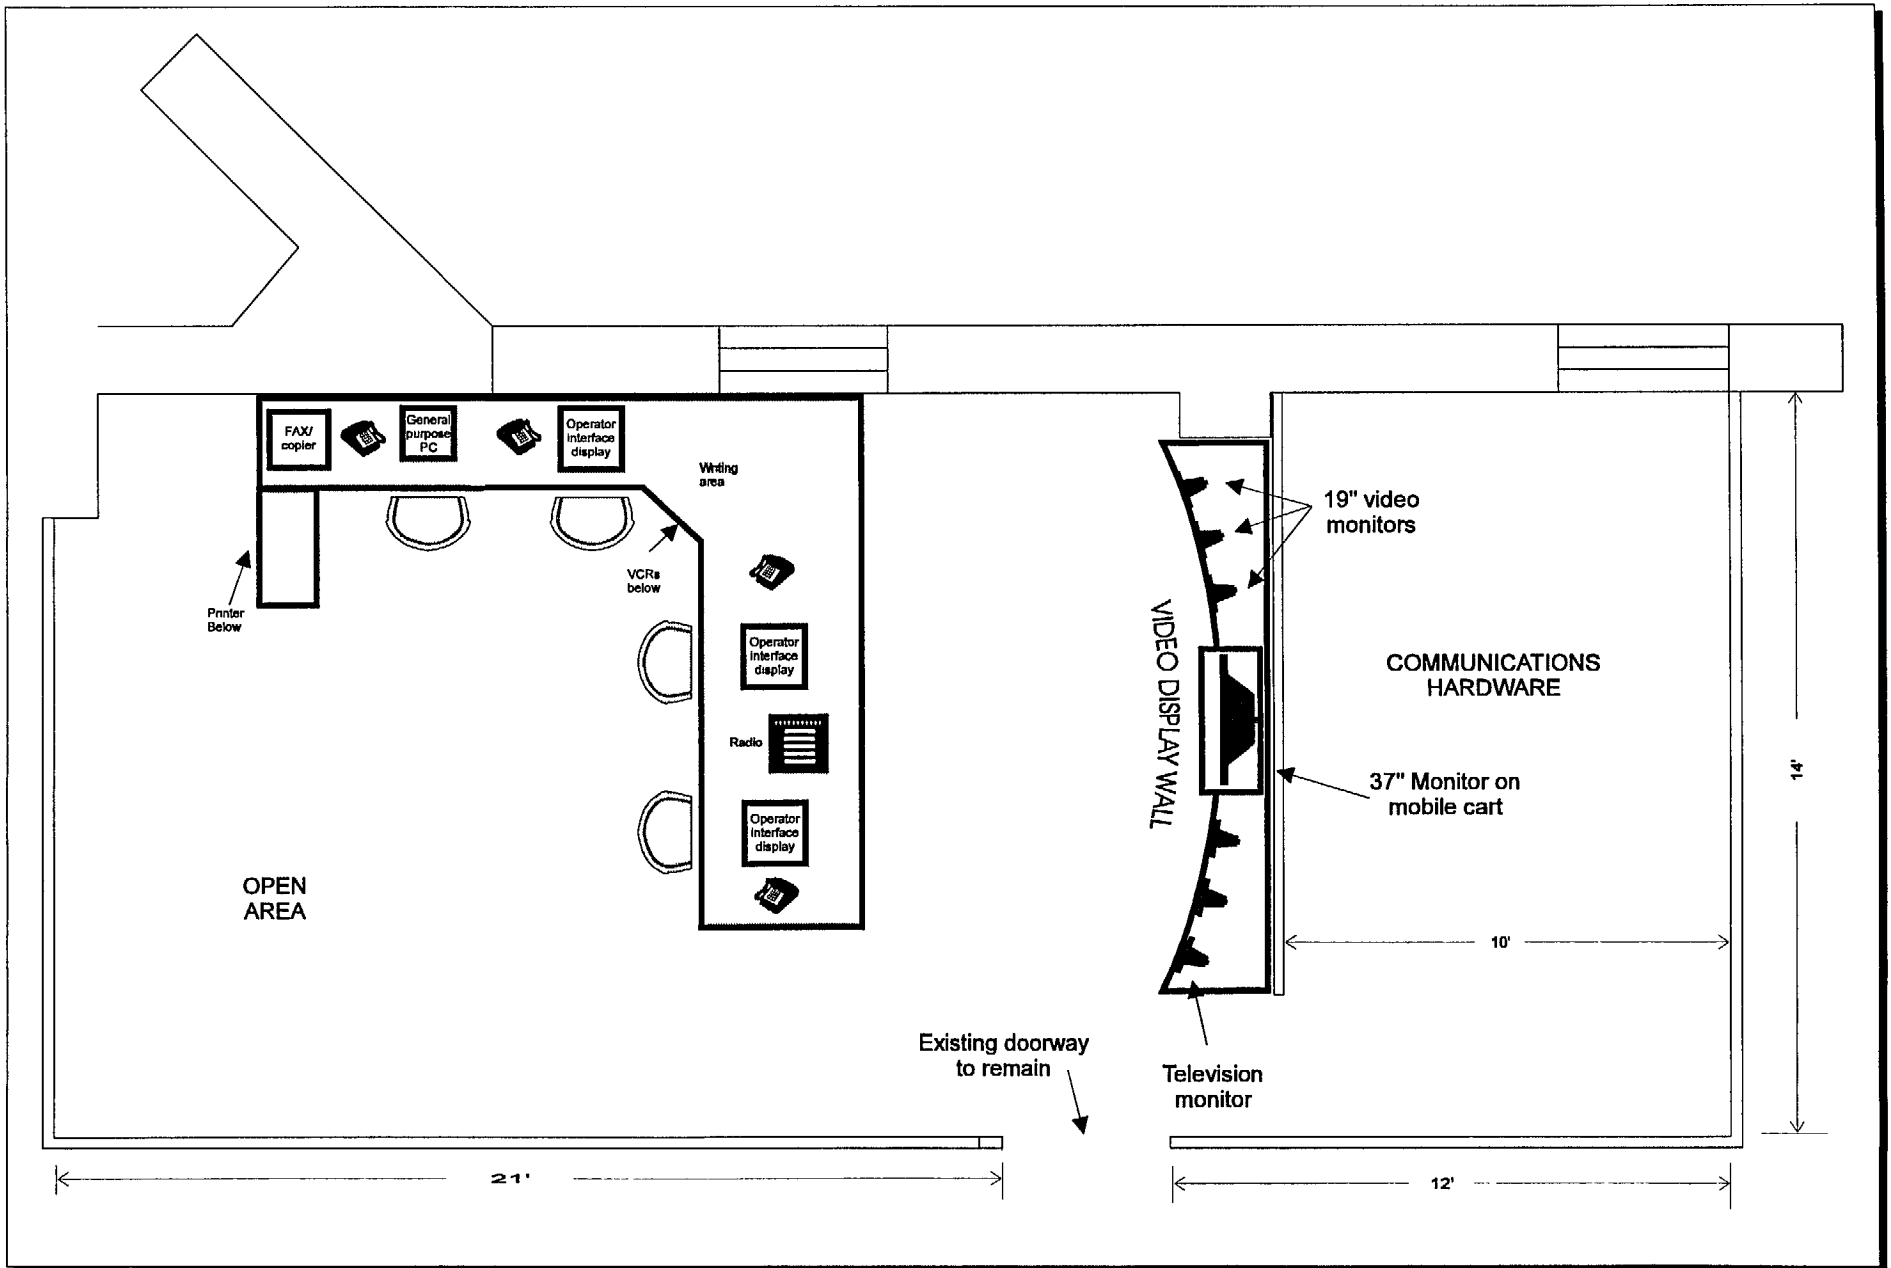 FAX/
copier
General
purpose
PC
Operator
interface
display
Writing
area
VCRs
below
Printer
Below
Operator
interface
display
Radio
Operator
interface
display
OPEN
AREA
VIDEO DISPLAY WALL
19" video
monitors
COMMUNICATIONS
HARDWARE
37" Monitor on
mobile cart
14'
10'
Existing doorway
to remain
Television
monitor
21'
12'